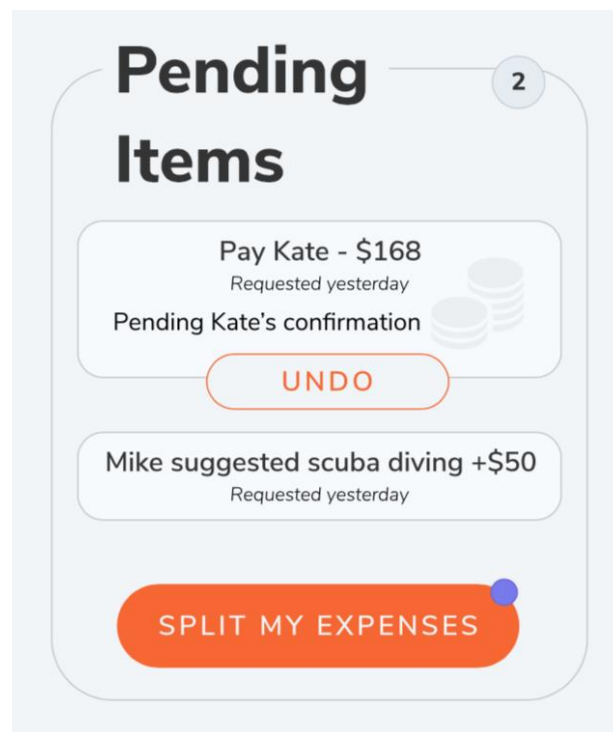 Pending
2
Items
Pay Kate - $168
Requested yesterday
Pending Kate’s confirmation
UNDO
Mike suggested scuba diving +$50
Requested yesterday
SPLIT MY EXPENSES